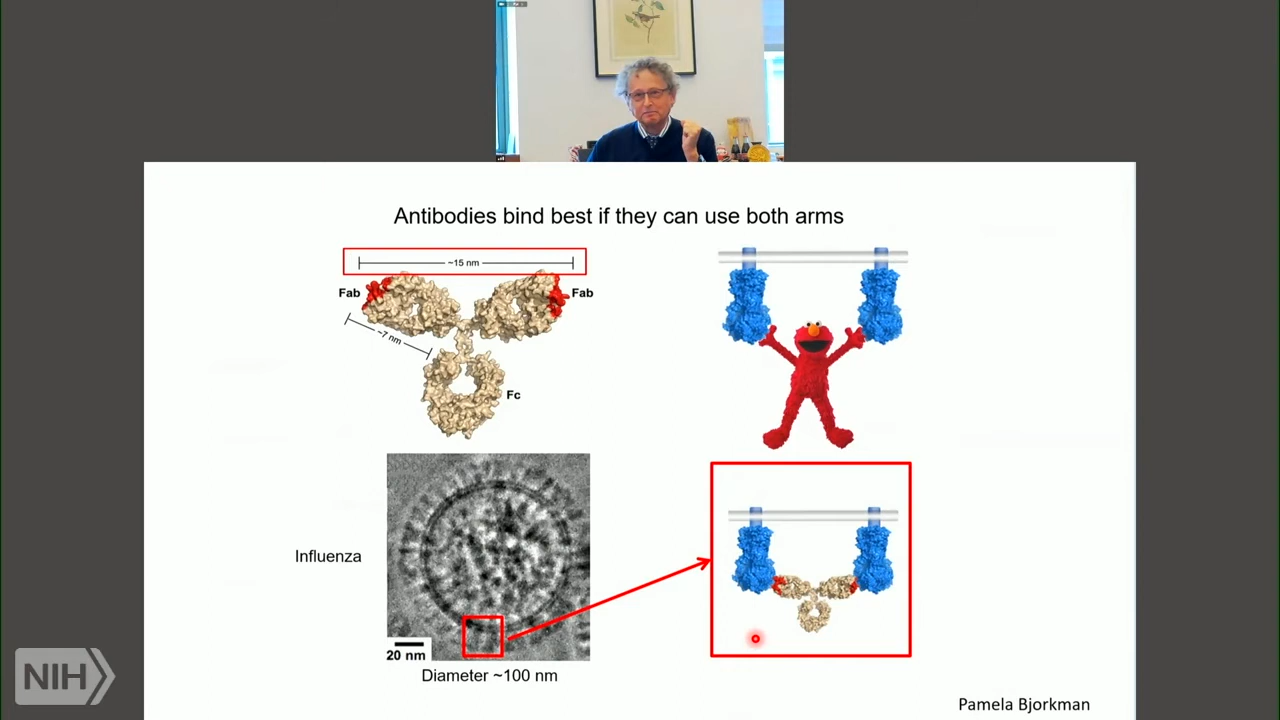 Antibodies bind best if they can use both arms
~15 nm
Fab
Fab
~7 nm
Fc
Influenza
20 nm
Diameter ~100 nm
NIH
Pamela Bjorkman